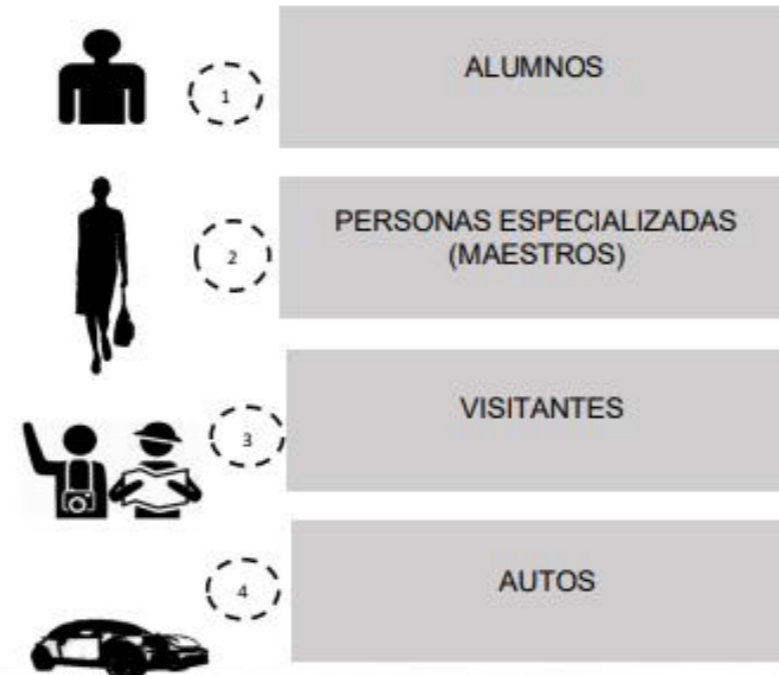 1
ALUMNOS
2
PERSONAS ESPECIALIZADAS
(MAESTROS)
3
VISITANTES
4
AUTOS